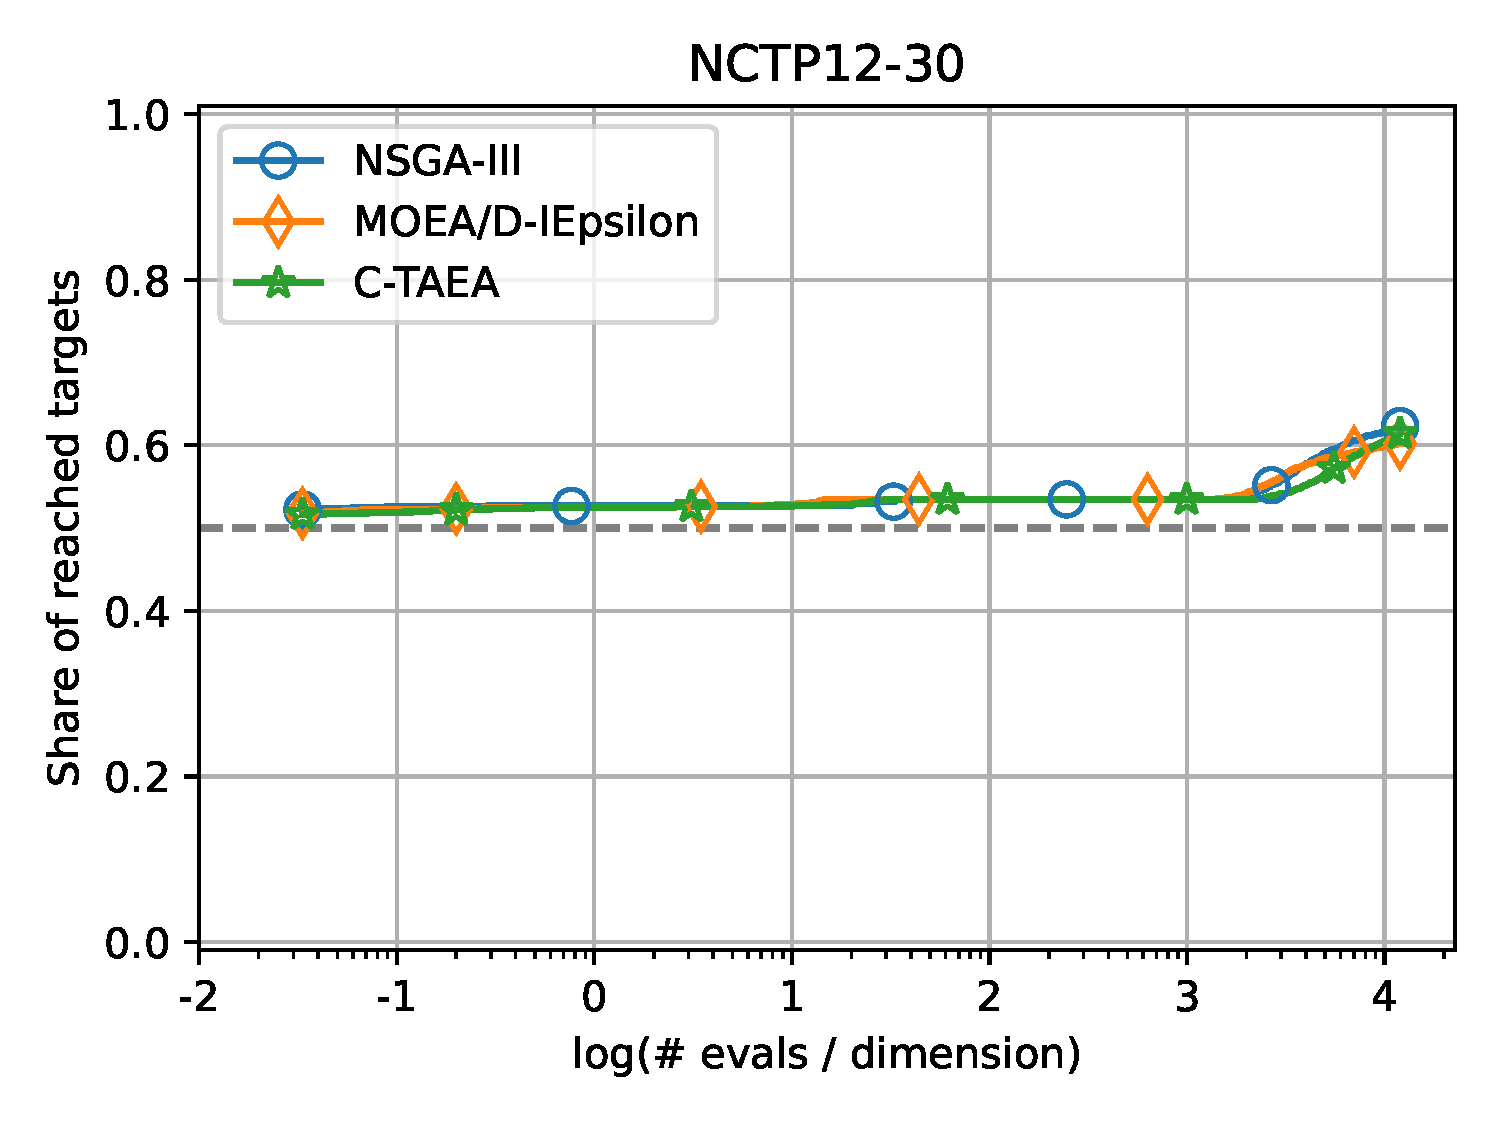 NCTP12-30
NSGA-III
MOEA/D-IEpsilon
C-TAEA
Share of reached targets
1.0
0.8
0.6
0.4
0.2
0.0
-2 -1 0 1 2 3 4
log(# evals / dimension)